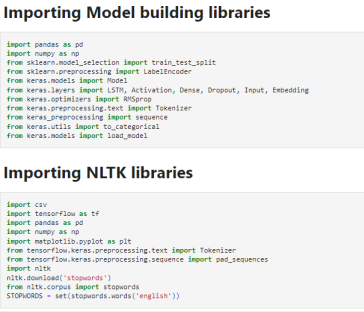 Importing Model building libraries
import pandas as pd
import numpy as np
from sklearn.model_selection import train_test_split
from sklearn.preprocessing import LabelEncoder
from keras.models import Model
from keras.layers import LSTM, Activation, Dense, Dropout, Input, Embedding
from keras.optimizers import RMSprop
from keras.preprocessing.text import Tokenizer
from keras_preprocessing import sequence
from keras.utils import to_categorical
from keras.models import load_model
Importing NLTK libraries
import csv
import tensorflow as tf
import pandas as pd
import numpy as np
import matplotlib.pyplot as plt
from tensorflow.keras.preprocessing.text import Tokenizer
from tensorflow.keras.preprocessing.sequence import pad_sequences
import nltk
nltk.download('stopwords')
from nltk.corpus import stopwords
STOPWORDS = set(stopwords.words('english'))